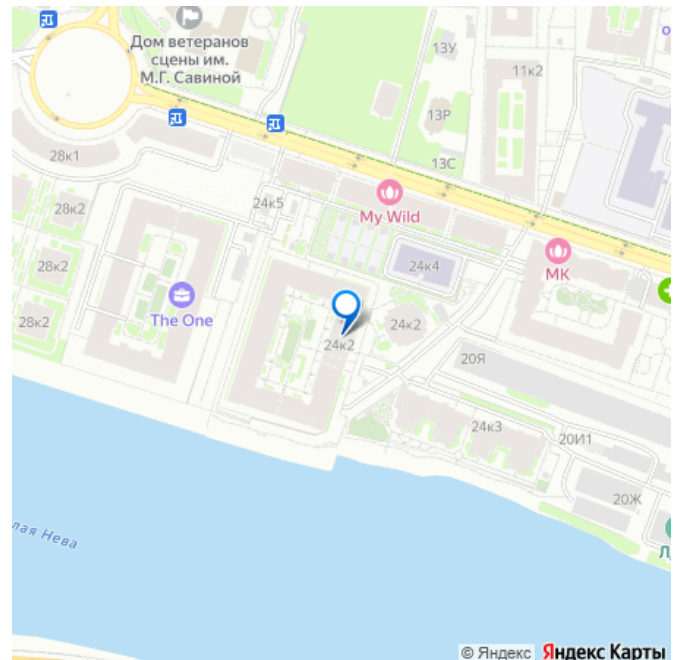 Дом ветеранов
сцены им.
М.Г. Савиной
13У
11к2
13Р
13С
28к1
28к2
24к5
My Wild
28к2
24к4
МК
The One
28к2
24к2
24к2
20Я
24к3
20И1
20Ж
лая Нева
Л
© Яндекс Яндекс Карты